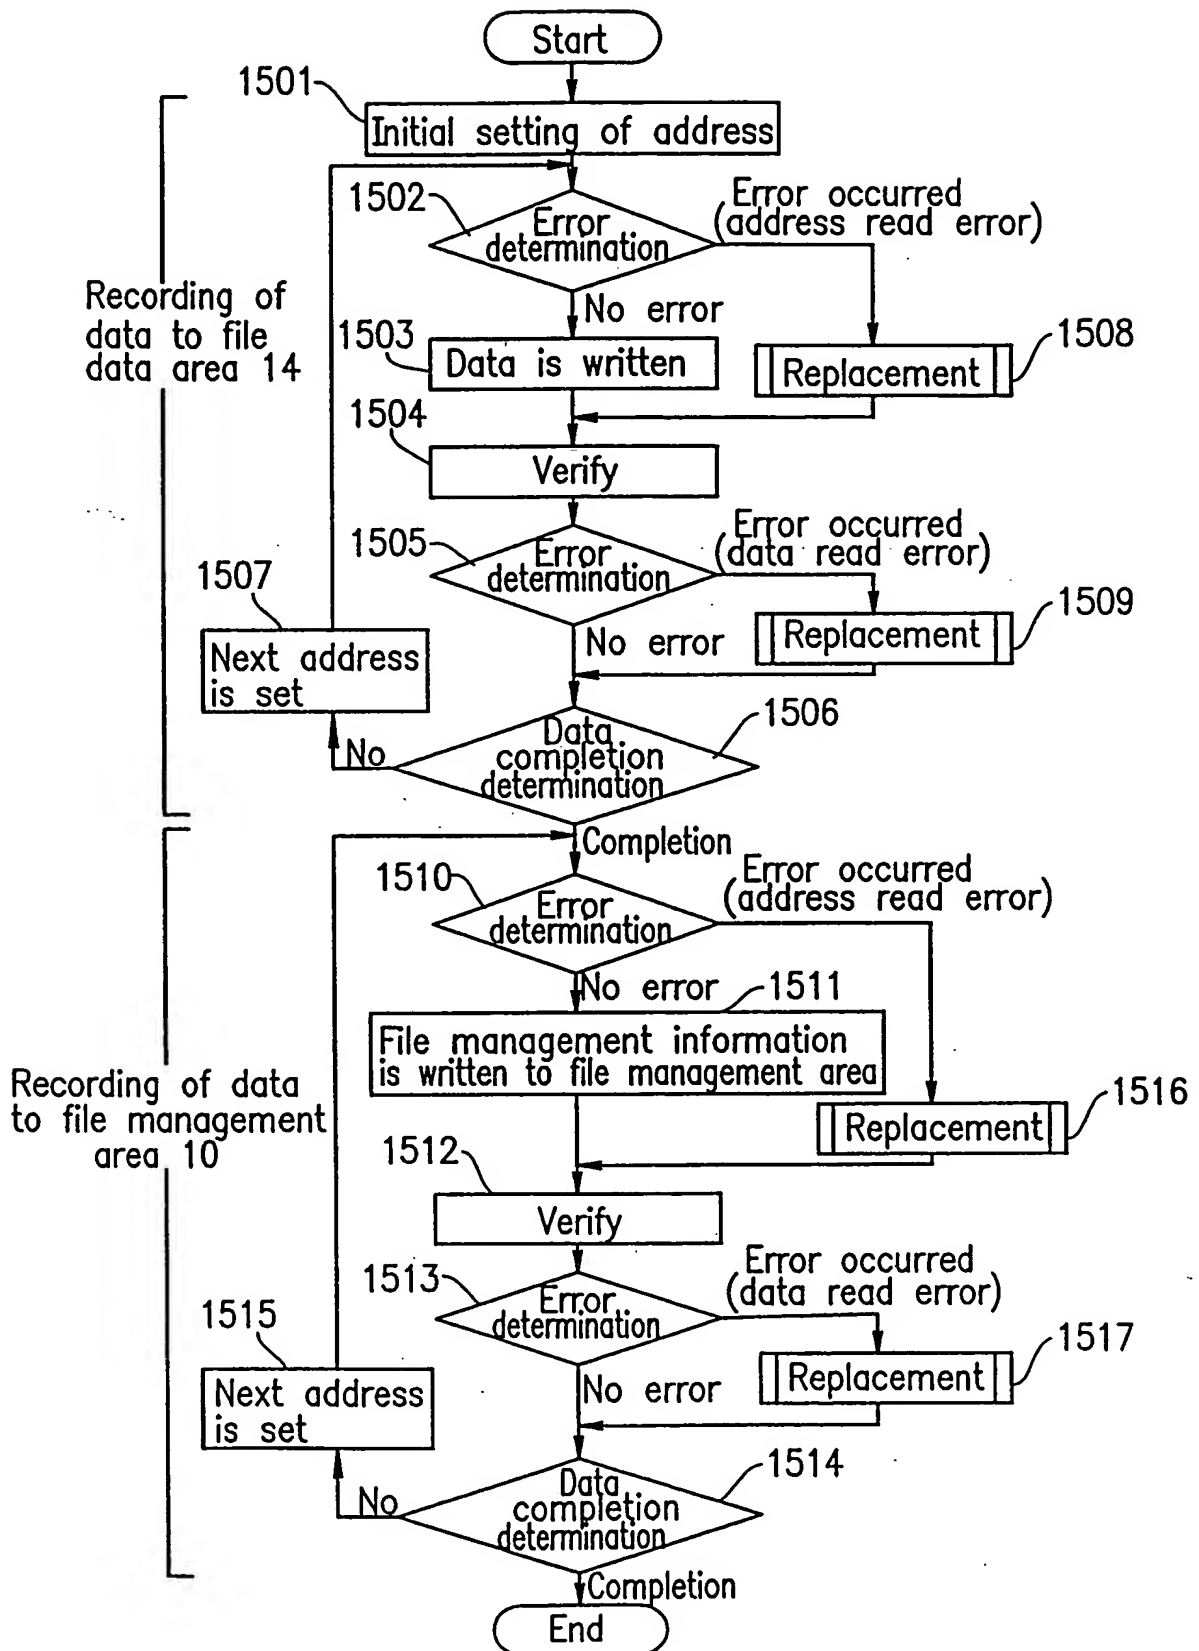 Start
1501
Initial setting of address
1502
Error
determination
Error occurred
(address read error)
Recording of
data to file
data area 14
No error
1503
Data is written
1508
Replacement
1504
Verify
1505
Error
determination
Error occurred
(data read error)
1507
Next address
is set
No error
1509
Replacement
1506
Data
completion
determination
No
Completion
1510
Error
determination
Error occurred
(address read error)
No error
1511
File management information
is written to file management area
Recording of data
to file management
area 10
1516
Replacement
1512
Verify
1513
Error
determination
Error occurred
(data read error)
1515
Next address
is set
No error
1517
Replacement
1514
Data
completion
determination
No
Completion
End